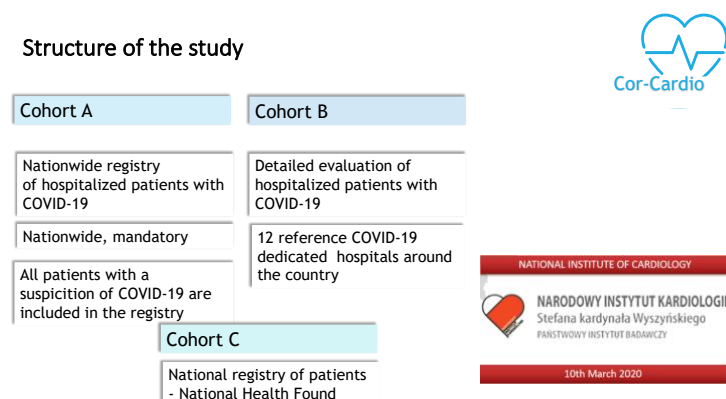 Structure of the study
Cor-Cardio
Cohort A
Nationwide registry
of hospitalized patients with
COVID-19
Nationwide, mandatory
All patients with a
suspicition of COVID-19 are
included in the registry
Cohort B
Detailed evaluation of
hospitalized patients with
COVID-19
12 reference COVID-19
dedicated hospitals around
the country
Cohort C
National registry of patients
- National Health Found
NATIONAL INSTITUTE OF CARDIOLOGY
NARODOWY INSTYTUT KARDIOLOGII
Stefana kardynała Wyszyńskiego
PAŃSTWOWY INSTYTUT BADAWCZY
10th March 2020